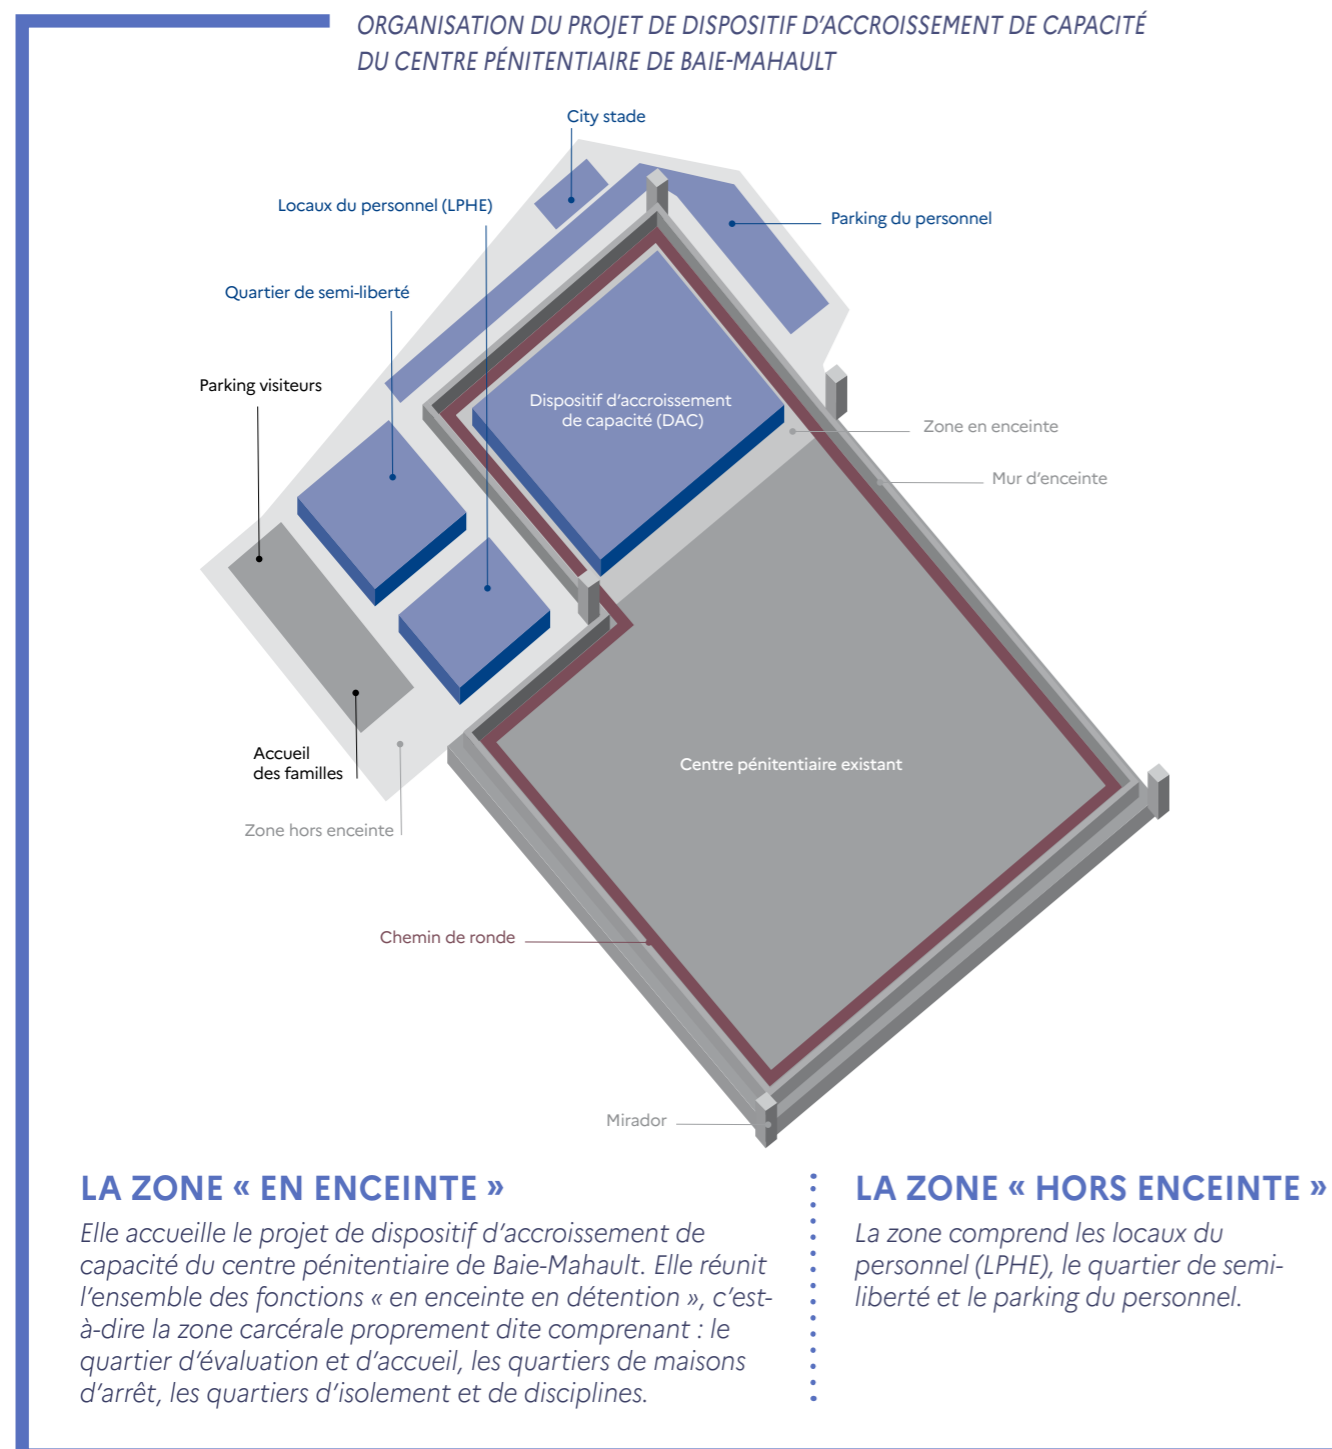 ORGANISATION DU PROJET DE DISPOSITIF D'ACCROISSEMENT DE CAPACITÉ
DU CENTRE PÉNITENTIAIRE DE BAIE-MAHAULT
City stade
Locaux du personnel (LPHE)
Parking du personnel
Quartier de semi-liberté
Parking visiteurs
Dispositif d'accroissement
de capacité (DAC)
Zone en enceinte
Mur d'enceinte
Accueil
des familles
Centre pénitentiaire existant
Zone hors enceinte
Chemin de ronde
Mirador
LA ZONE « EN ENCEINTE »
Elle accueille le projet de dispositif d'accroissement de
capacité du centre pénitentiaire de Baie-Mahault. Elle réunit
l'ensemble des fonctions « en enceinte en détention », c'est-
à-dire la zone carcérale proprement dite comprenant : le
quartier d'évaluation et d'accueil, les quartiers de maisons
d'arrêt, les quartiers d'isolement et de disciplines.
LA ZONE « HORS ENCEINTE »
La zone comprend les locaux du
personnel (LPHE), le quartier de semi-
liberté et le parking du personnel.